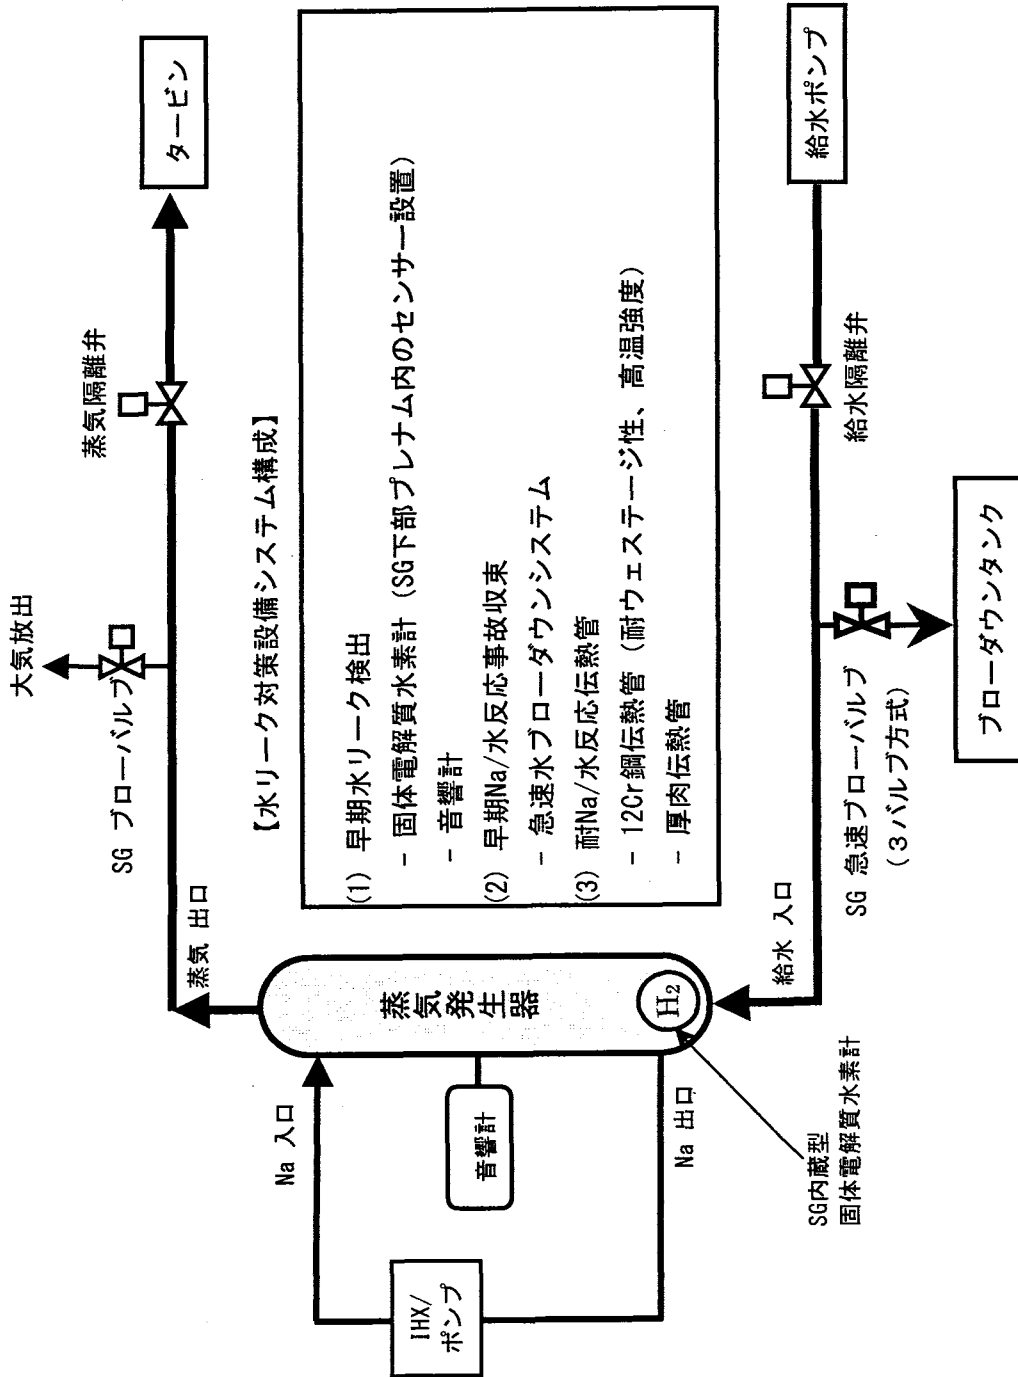 大気放出
SG ブローバルブ
蒸気隔離弁
タービン
蒸気 出口
【水リーク対策設備システム構成】
(1) 早期水リーク検出
- 固体電解質水素計 (SG下部プレナム内のセンサー設置)
- 音響計
(2) 早期Na/水反応事故収束
- 急速水ブローダウンシステム
(3) 耐Na/水反応伝熱管
- 12Cr鋼伝熱管 (耐ウェステージ性、高温強度)
- 厚肉伝熱管
IHX/
ポンプ
Na 入口
音響計
Na 出口
蒸気発生器
H2
SG内蔵型
固体電解質水素計
給水 入口
給水隔離弁
給水ポンプ
SG 急速ブローバルブ
(3バルブ方式)
ブローダウンタンク